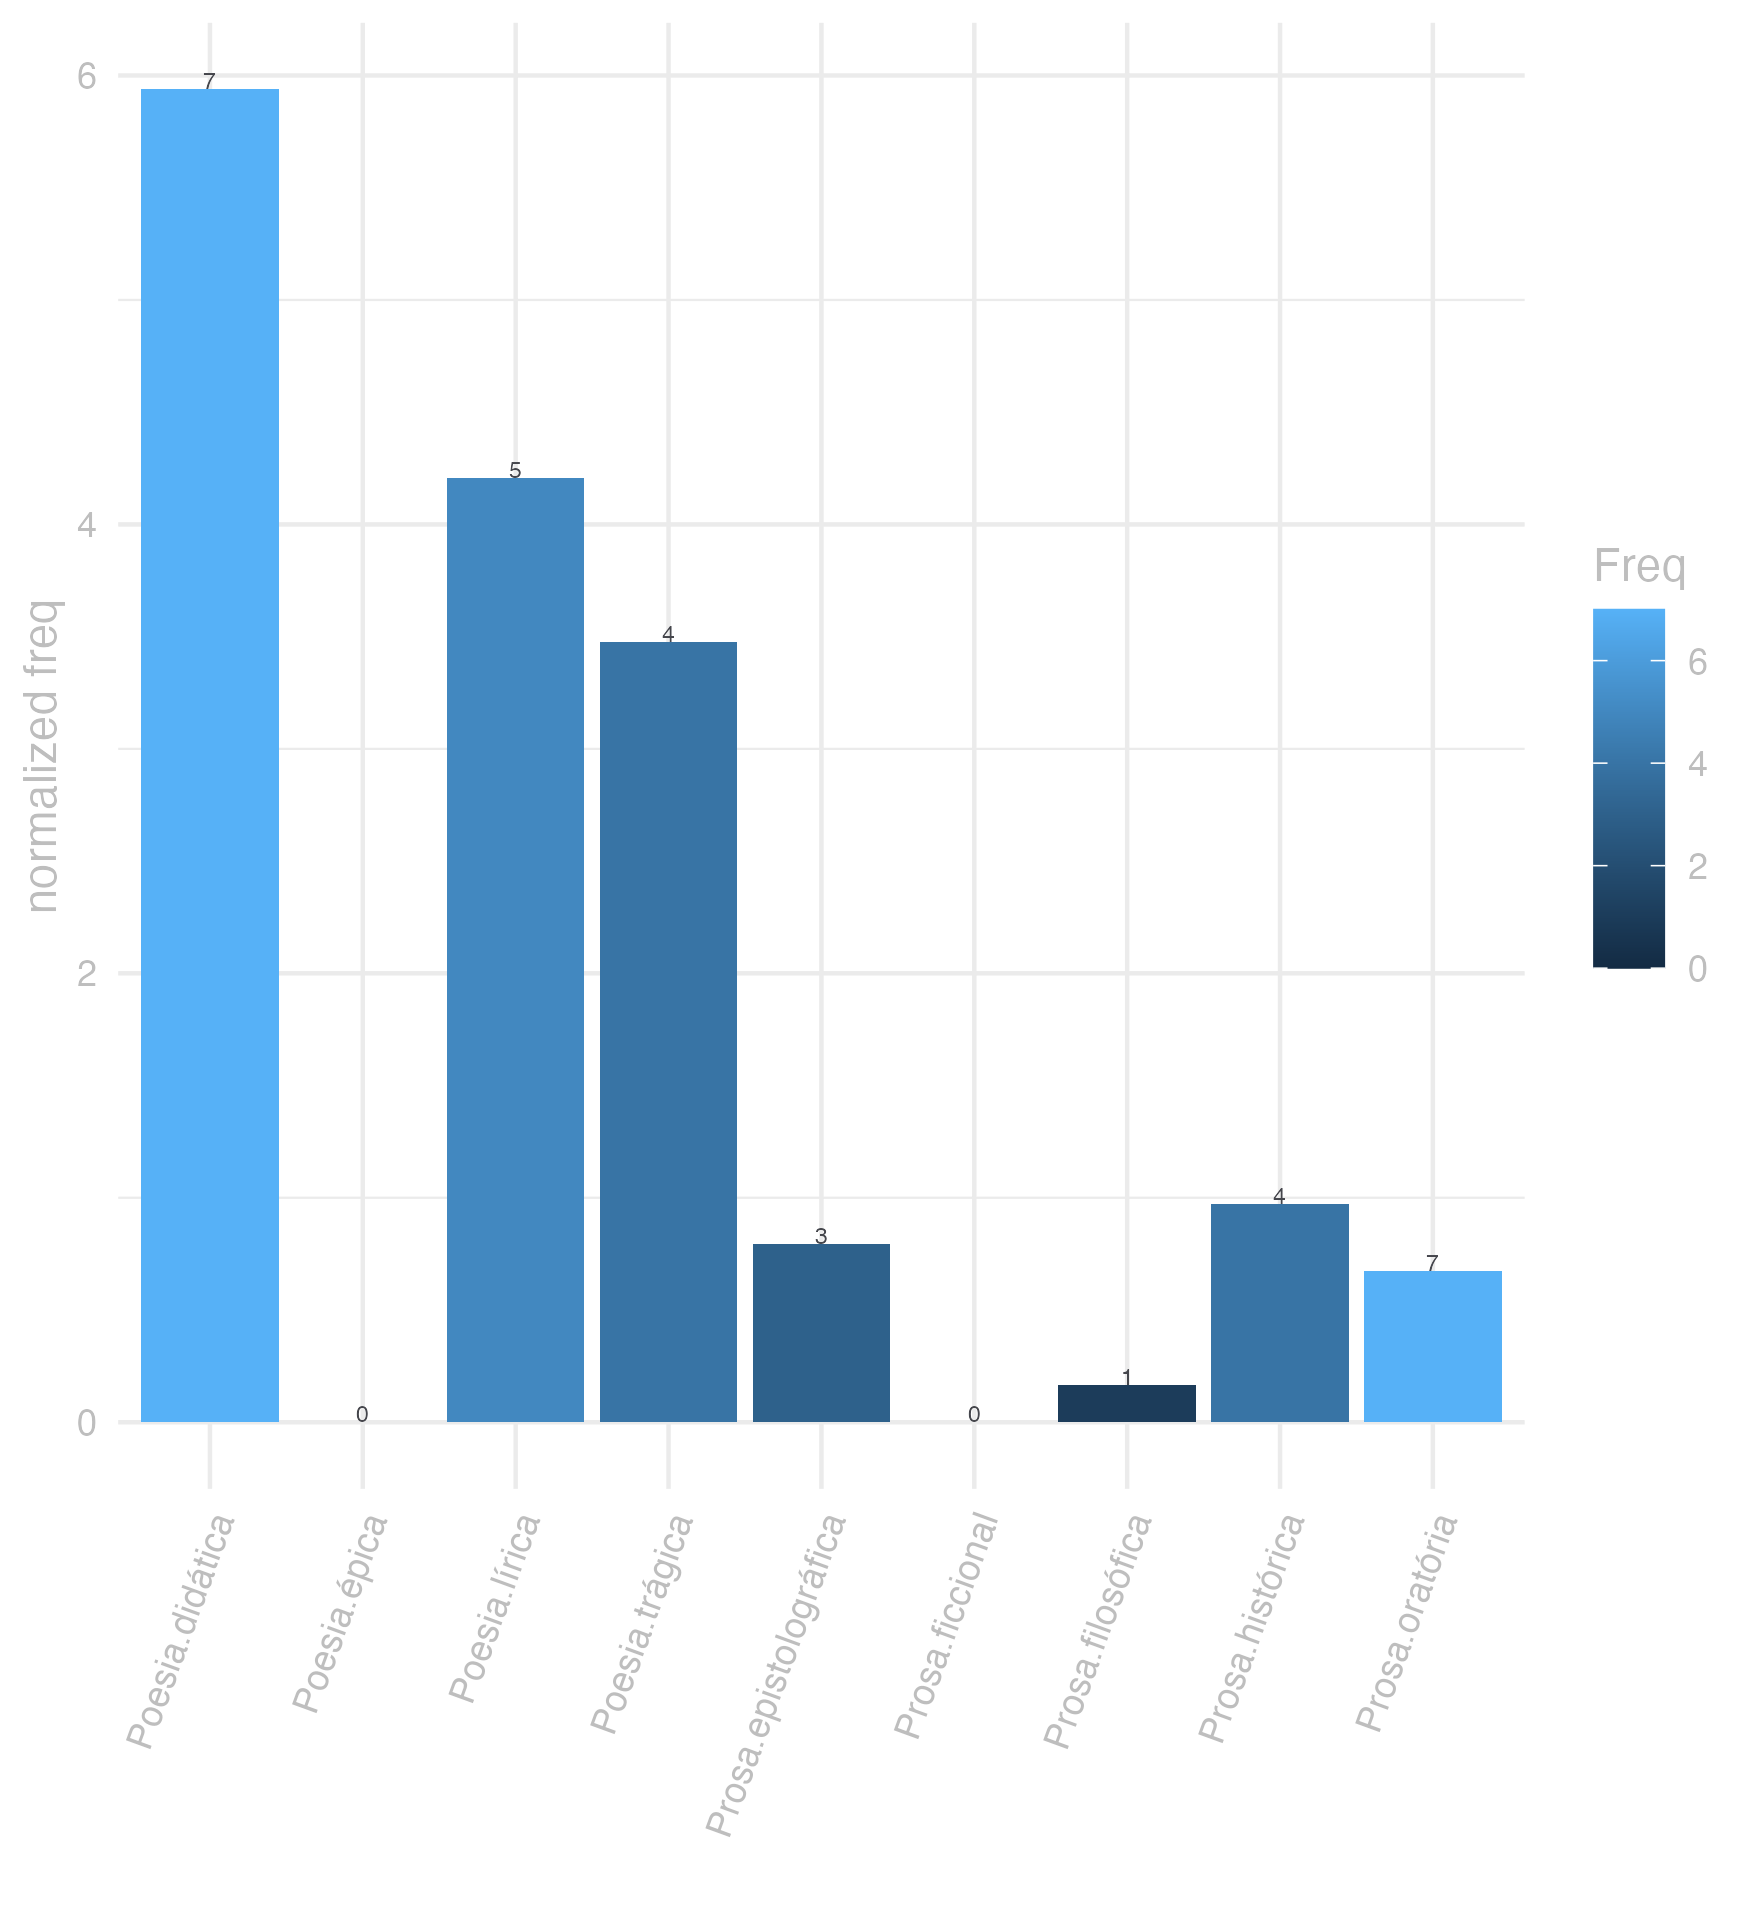 normalized freq
6
4
2
0
7
0
5
4
3
0
1
4
7
Poesia.didática
Poesia.épica
Poesia.lírica
Poesia.trágica
Prosa.epistolográfica
Prosa.ficcional
Prosa.filosófica
Prosa.histórica
Prosa.oratória
Freq
6
4
2
0